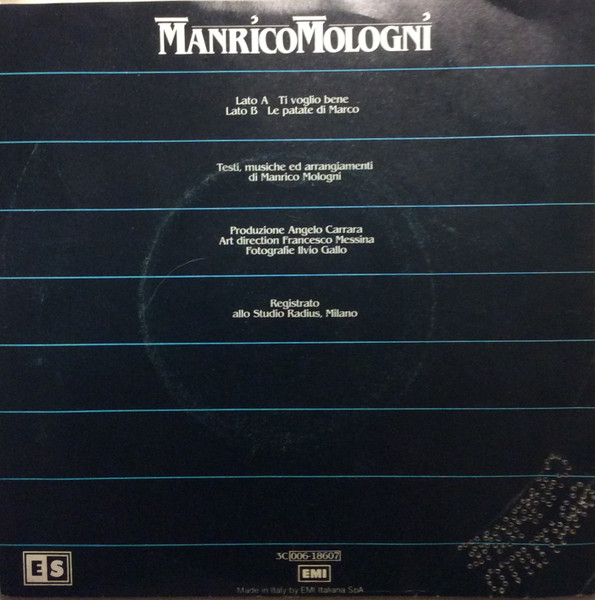 MANRICO MOLOGNI
Lato A Ti voglio bene
Lato B Le patate di Marco
Testi, musiche ed arrangiamenti
di Manrico Mologni
Produzione Angelo Carrara
Art direction Francesco Messina
Fotografie Ilvio Gallo
Registrato
allo Studio Radius, Milano
3C 006-18607
ES
EMI
Made in Italy by EMI Italiana SpA